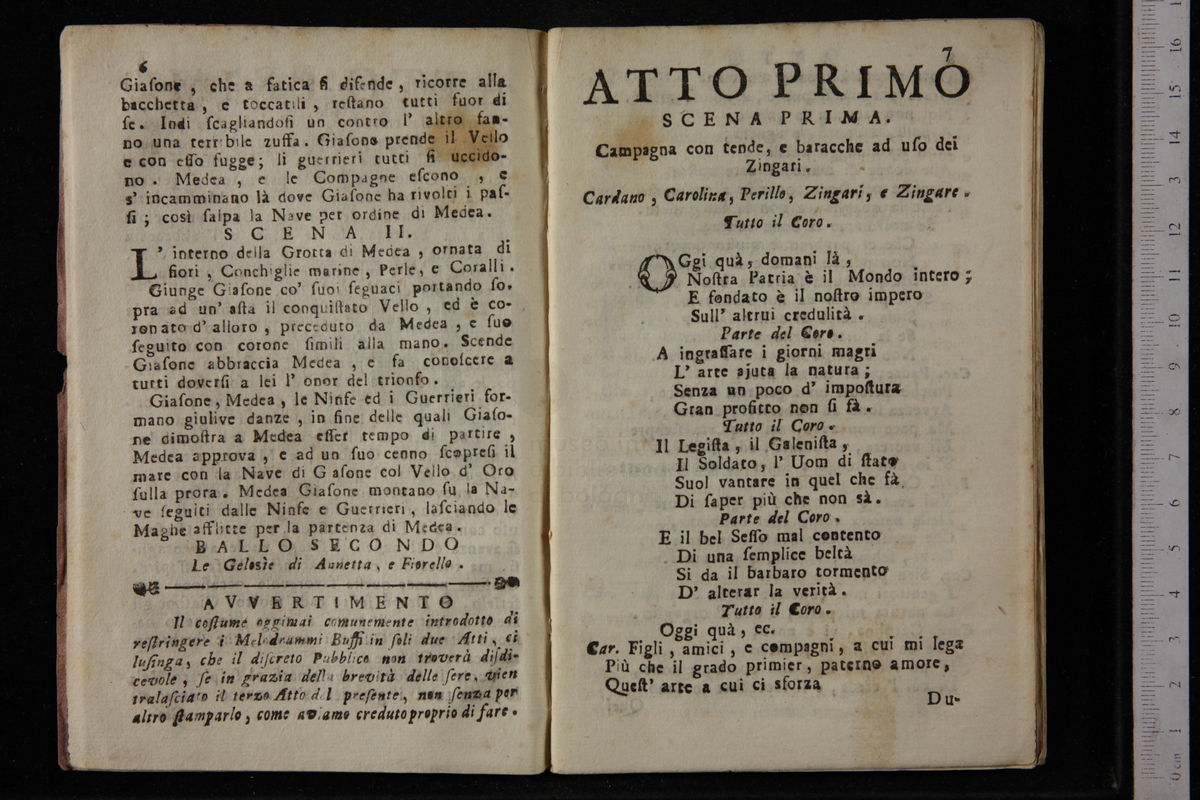 6
Giaſone, che a fatica ſi difende, ricorre alla
bacchetta, e toccatili, reſtano tutti fuor di
ſe. Indi ſcagliandoſi un contro l' altro fan-
no una terribile zuffa. Giaſone prende il Vello
e con eſſo fugge; li guerrieri tutti ſi uccido-
no. Medea, e le Compagne eſcono, e
s' incamminano là dove Giaſone ha rivolti i paſ-
ſi; così ſalpa la Nave per ordine di Medea.
SCENA II.
L' interno della Grotta di Medea, ornata di
fiori, Conchiglie marine, Perle, e Coralli.
Giunge Giaſone co' ſuoi ſeguaci portando ſo-
pra ad un' aſta il conquiſtato Vello, ed è co-
ronato d' alloro, preceduto da Medea, e ſuo
ſeguito con corone ſimili alla mano. Scende
Giaſone abbraccia Medea, e fa conoſcere a
tutti doverſi a lei l' onor del trionfo.
Giaſone, Medea, le Ninfe ed i Guerrieri for-
mano giulive danze, in fine delle quali Giaſo-
ne dimoſtra a Medea eſſer tempo di partire,
Medea approva, e ad un ſuo cenno ſcopreſi il
mare con la Nave di Giaſone col Vello d' Oro
ſulla prora. Medea Giaſone montano ſu la Na-
ve ſeguiti dalle Ninfe e Guerrieri, laſciando le
Maghe afflitte per la partenza di Medea.
BALLO SECONDO
Le Gelosìe di Annetta, e Fiorello.
AVVERTIMENTO
Il coſtume oggimai comunemente introdotto di
reſtringere i Melodrammi Buffi in ſoli due Atti, ci
luſinga, che il diſcreto Pubblico non troverà diſdi-
cevole, ſe in grazia della brevità delle ſere, vien
tralaſciato il terzo Atto del preſente, non ſenza per
altro ſtamparlo, come aviamo creduto proprio di fare.
7
ATTO PRIMO
SCENA PRIMA.
Campagna con tende, e baracche ad uſo dei
Zingari.
Cardano, Carolina, Perillo, Zingari, e Zingare.
Tutto il Coro.
OGgi quà, domani là,
Noſtra Patria è il Mondo intero;
E fondato è il noſtro impero
Sull' altrui credulità.
Parte del Coro.
A ingraſſare i giorni magri
L' arte ajuta la natura;
Senza un poco d' impoſtura
Gran profitto non ſi fà.
Tutto il Coro.
Il Legiſta, il Galeniſta,
Il Soldato, l' Uom di ſtato
Suol vantare in quel che fà
Di ſaper più che non sà.
Parte del Coro.
E il bel Seſſo mal contento
Di una ſemplice beltà
Si da il barbaro tormento
D' alterar la verità.
Tutto il Coro.
Oggi quà, ec.
Car. Figli, amici, e compagni, a cui mi lega
Più che il grado primier, paterno amore,
Queſt' arte a cui ci sforza
Du-